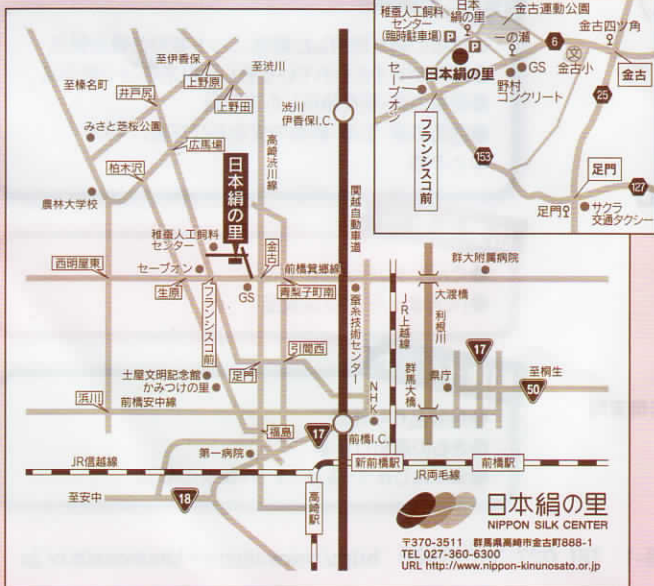 日本
絹の里
金古運動公園
稚蚕人工飼料
センター
(臨時駐車場)
P
P
一の瀬
6
文
金古小
金古四ツ角
金古
25
日本絹の里
GS
野村
コンクリート
セーブオン
フランシスコ前
153
足門
127
足門
サクラ
交通タクシー
至伊香保
至渋川
至榛名町
上野原
井戸尻
上野田
渋川
伊香保I.C.
みさと芝桜公園
広馬場
高崎渋川線
柏木沢
日本絹の里
関越自動車道
農林大学校
稚蚕人工飼料
センター
金古
前橋箕郷線
群大附属病院
西明屋東
セーブオン
生原
フランシスコ前
GS
青梨子町南
蚕糸技術センター
JR上越線
大渡橋
利根川
引間西
17
土屋文明記念館
かみつけの里
足門
群馬大橋
県庁
至桐生
50
浜川
前橋安中線
NHK
福島
17
前橋I.C.
第一病院
JR信越線
新前橋駅
前橋駅
JR両毛線
至安中
18
高崎駅
日本絹の里
NIPPON SILK CENTER
〒370-3511 群馬県高崎市金古町888-1
TEL 027-360-6300
URL http://www.nippon-kinunosato.or.jp